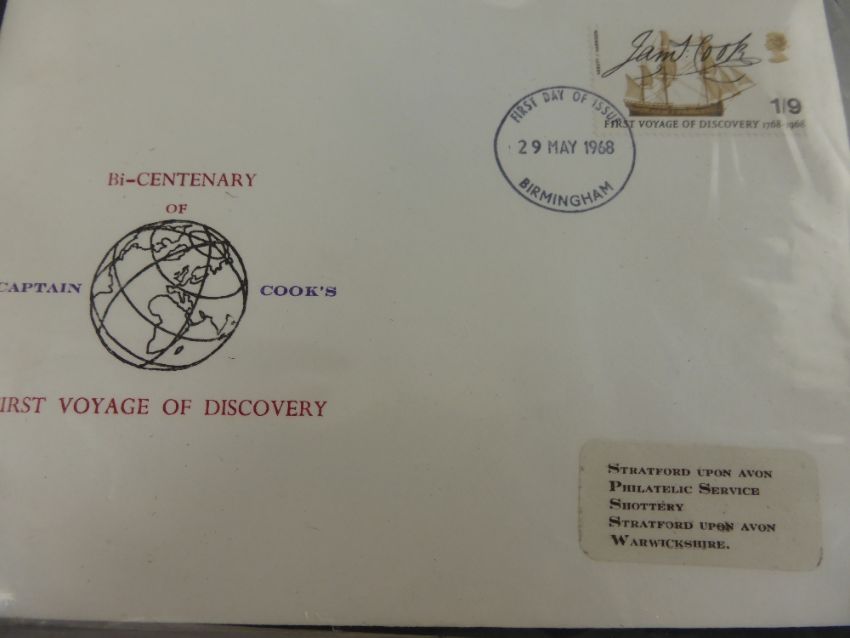 Jam.s Cook
1/9
FIRST VOYAGE OF DISCOVERY 1768-1968
FIRST DAY OF ISSUE
29 MAY 1968
BIRMINGHAM
Bi-CENTENARY
OF
CAPTAIN COOK'S
FIRST VOYAGE OF DISCOVERY
STRATFORD UPON AVON
PHILATELIC SERVICE
SHOTTERY
STRATFORD UPON AVON
WARWICKSHIRE.